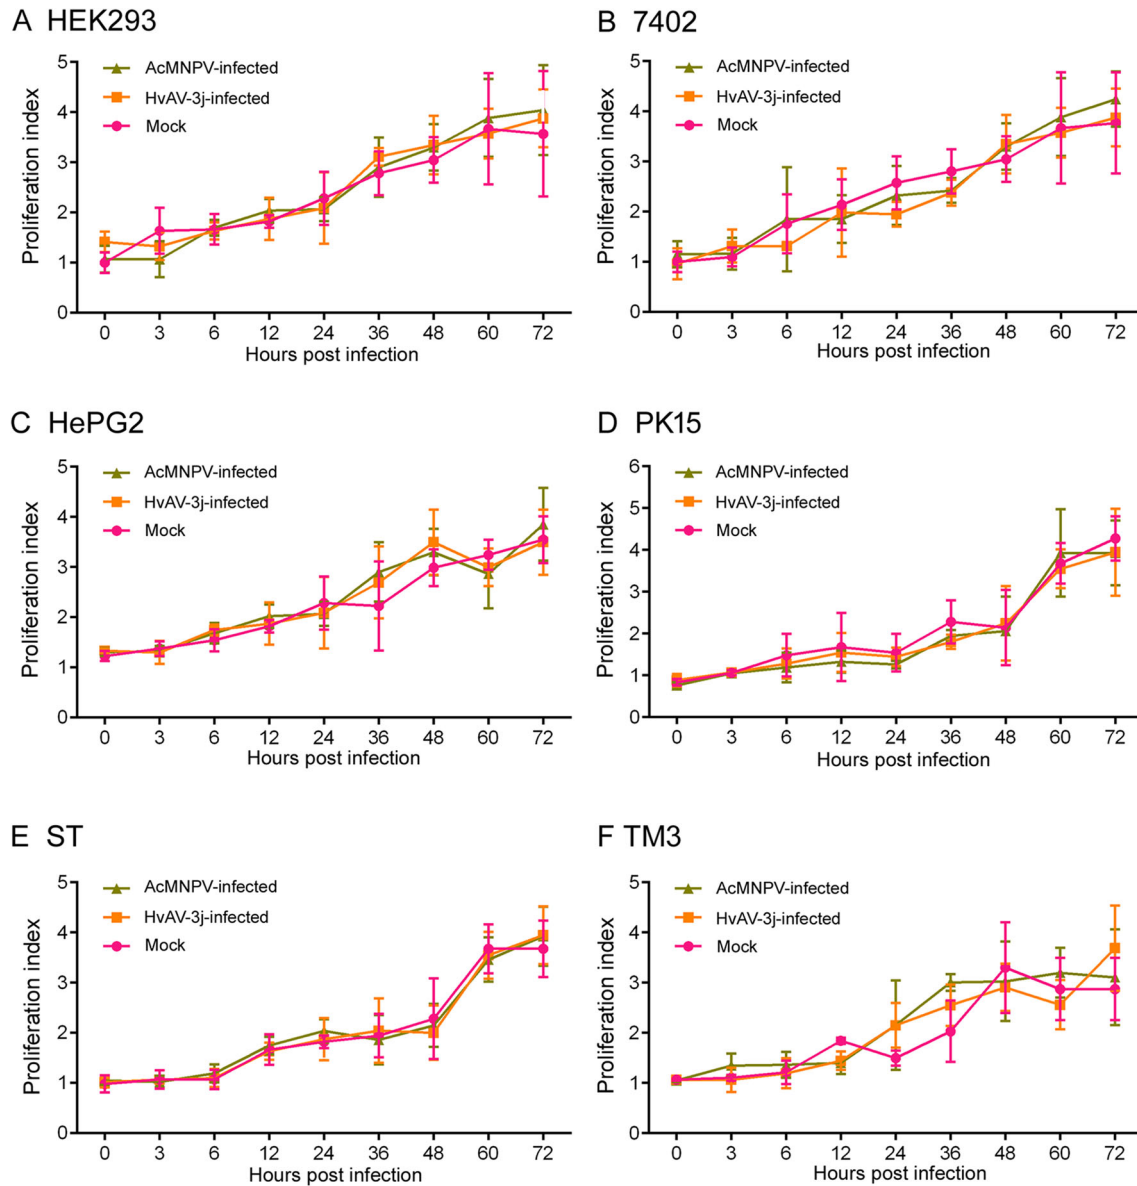 A HEK293
Proliferation index
5
4
3
2
1
0
AcMNPV-infected
HvAV-3j-infected
Mock
0 3 6 12 24 36 48 60 72
Hours post infection
B 7402
Proliferation index
5
4
3
2
1
0
AcMNPV-infected
HvAV-3j-infected
Mock
0 3 6 12 24 36 48 60 72
Hours post infection
C HePG2
Proliferation index
5
4
3
2
1
0
AcMNPV-infected
HvAV-3j-infected
Mock
0 3 6 12 24 36 48 60 72
Hours post infection
D PK15
Proliferation index
6
5
4
3
2
1
0
AcMNPV-infected
HvAV-3j-infected
Mock
0 3 6 12 24 36 48 60 72
Hours post infection
E ST
Proliferation index
5
4
3
2
1
0
AcMNPV-infected
HvAV-3j-infected
Mock
0 3 6 12 24 36 48 60 72
Hours post infection
F TM3
Proliferation index
5
4
3
2
1
0
AcMNPV-infected
HvAV-3j-infected
Mock
0 3 6 12 24 36 48 60 72
Hours post infection